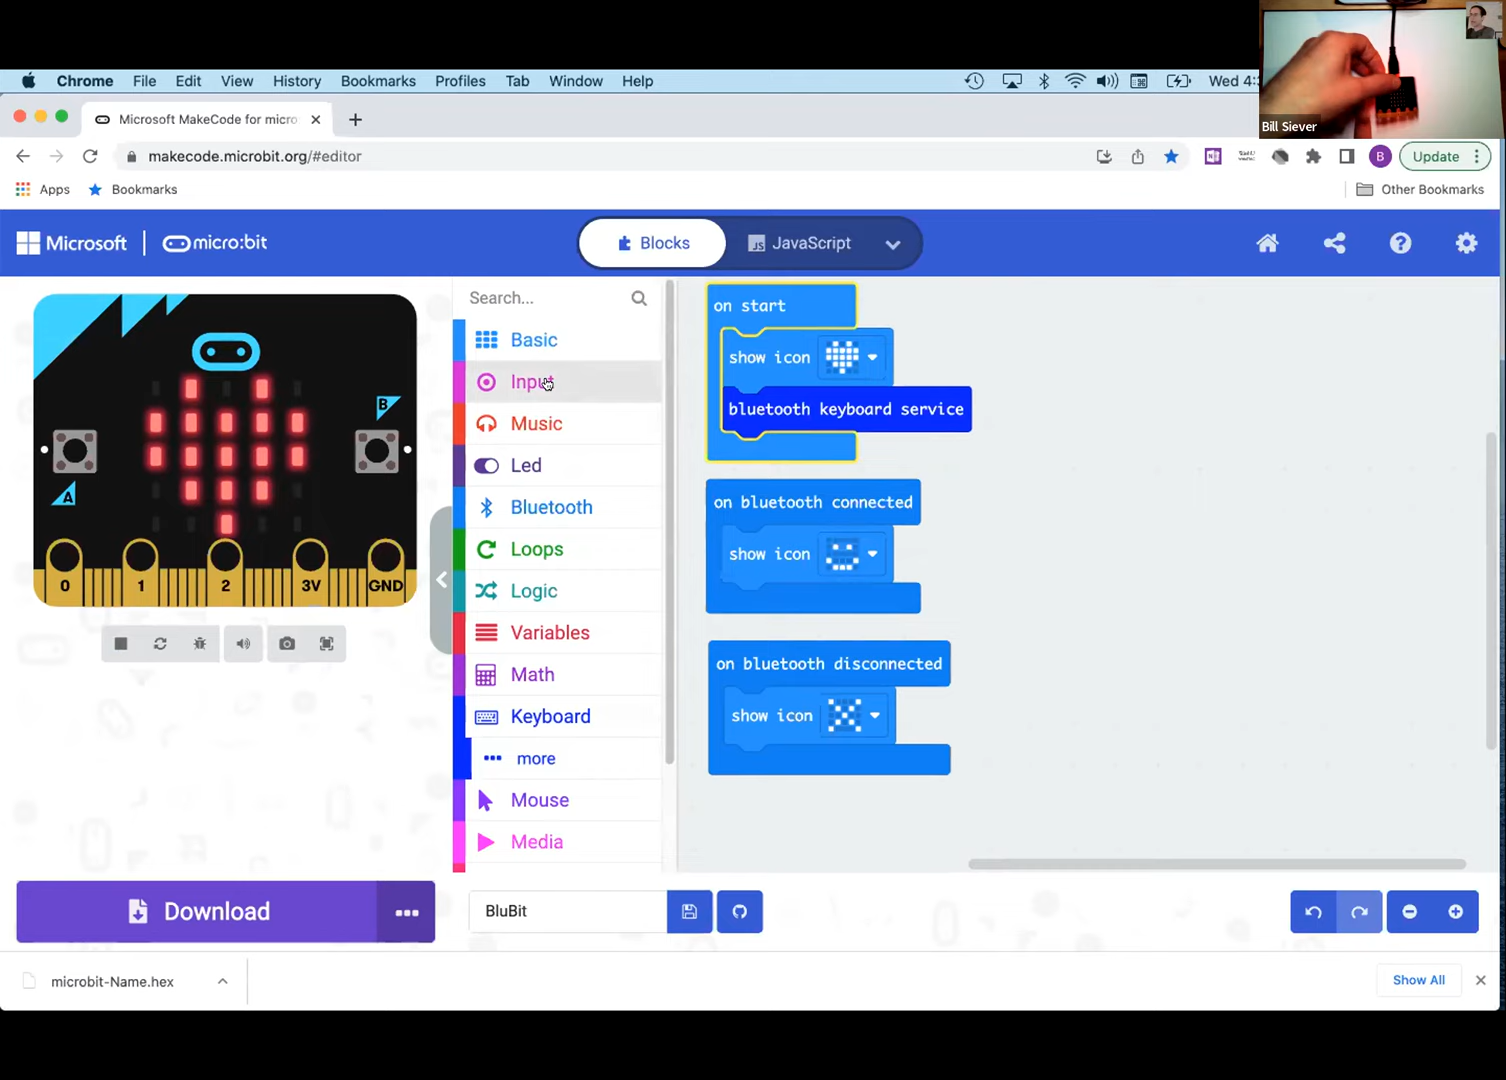 Chrome File Edit View History Bookmarks Profiles Tab Window Help
Wed 4:
Bill Siever
Microsoft MakeCode for micro
makecode.microbit.org/#editor
B
Update
Apps
Bookmarks
Other Bookmarks
Microsoft
micro:bit
Blocks
JS JavaScript
Search...
Basic
Input
Music
Led
Bluetooth
Loops
Logic
Variables
Math
Keyboard
more
Mouse
Media
A
B
0 1 2 3V GND
on start
show icon
bluetooth keyboard service
on bluetooth connected
show icon
on bluetooth disconnected
show icon
Download
BluBit
microbit-Name.hex
Show All